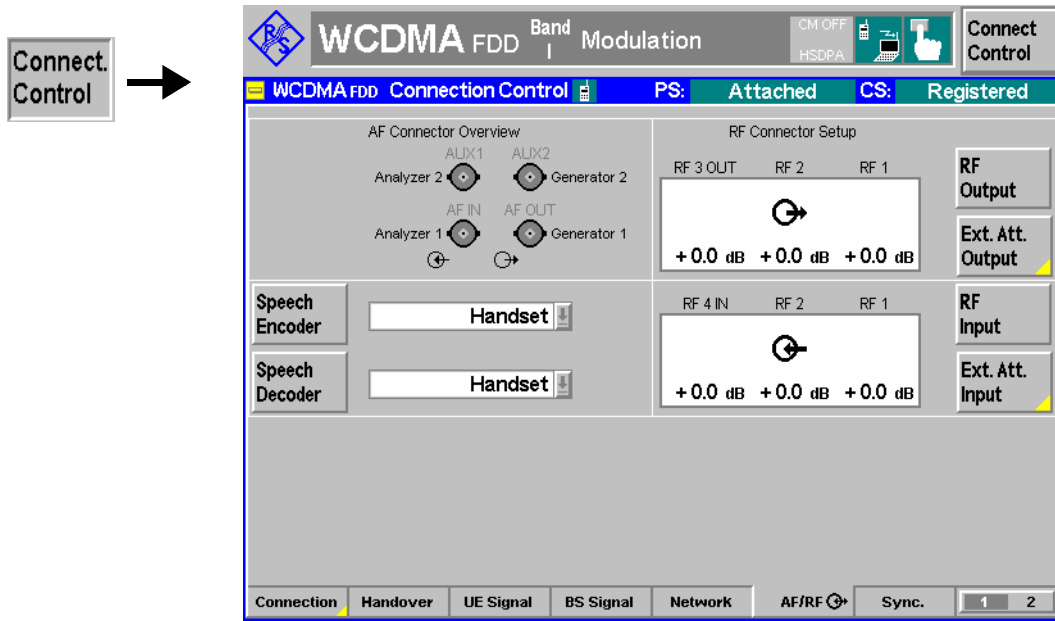 Connect.
Control
R S
WCDMA FDD Band I Modulation
CM OFF
HSDPA
Connect
Control
WCDMA FDD Connection Control PS: Attached CS: Registered
AF Connector Overview
AUX1 AUX2
Analyzer 2 Generator 2
AF IN AF OUT
Analyzer 1 Generator 1
RF Connector Setup
RF 3 OUT RF 2 RF 1
+0.0 dB +0.0 dB +0.0 dB
RF
Output
Ext. Att.
Output
Speech
Encoder
Handset
Speech
Decoder
Handset
RF 4 IN RF 2 RF 1
+0.0 dB +0.0 dB +0.0 dB
RF
Input
Ext. Att.
Input
Connection Handover UE Signal BS Signal Network AF/RF Sync. 1 2